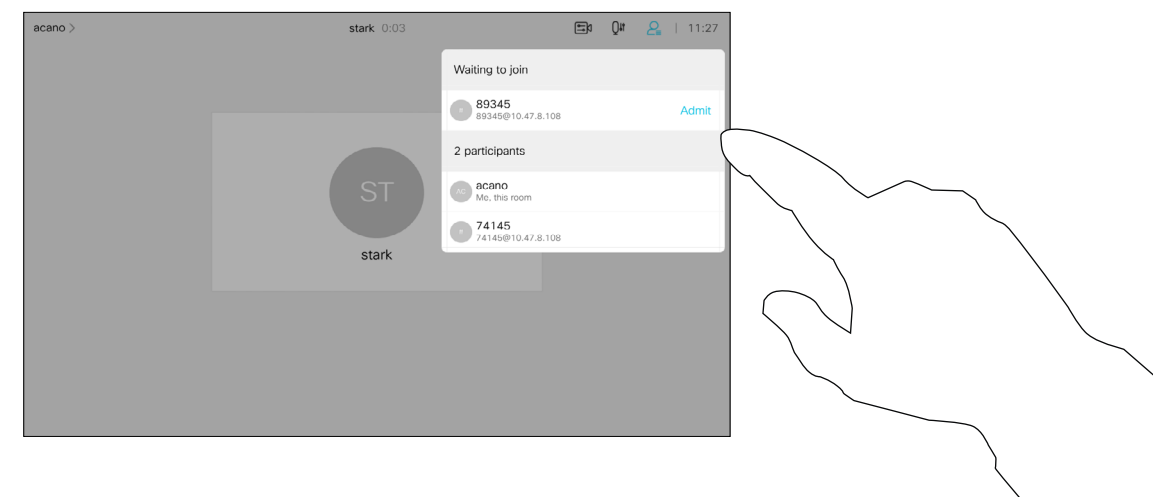 acano >
stark 0:03
11:27
Waiting to join
89345
89345@10.47.8.108
Admit
2 participants
AC
acano
Me, this room
74145
74145@10.47.8.108
ST
stark